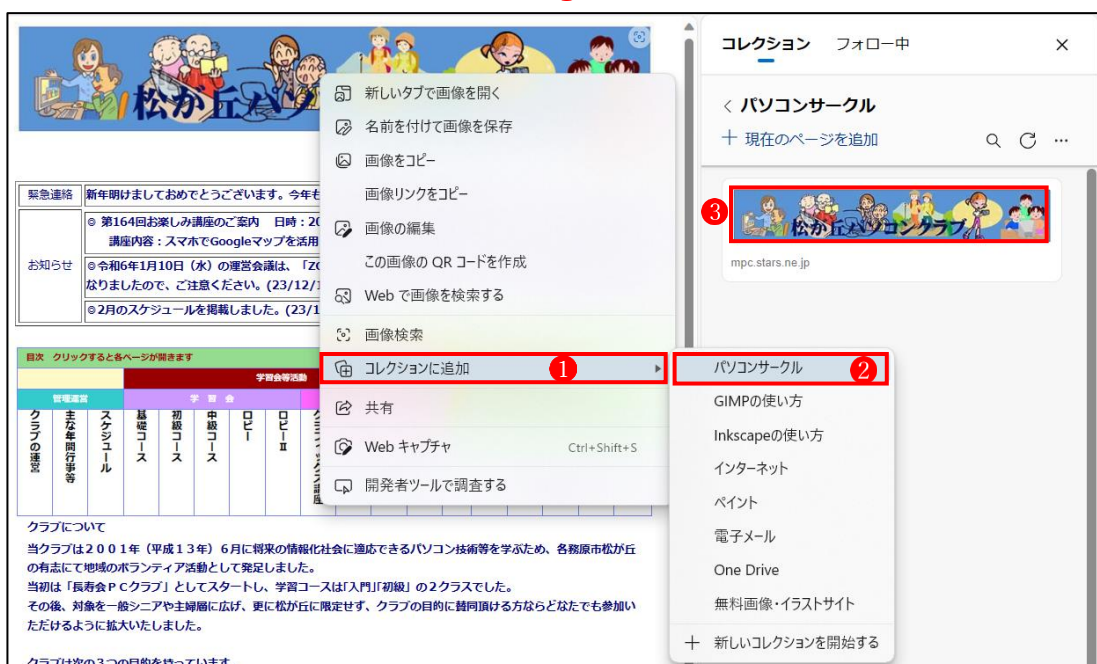 松が丘パソ
緊急連絡 新年明けましておめでとうございます。今年も
お知らせ
◎ 第164回お楽しみ講座のご案内 日時：20
講座内容：スマホでGoogleマップを活用
◎令和6年1月10日（水）の運営会議は、「ZO
なりましたので、ご注意ください。(23/12/
◎2月のスケジュールを掲載しました。(23/1
目次 クリックすると各ページが開きます
学習会等活動
管理運営
学 習 会
クラブの運営
主な年間行事等
スケジュール
基礎コース
初級コース
中級コース
ロビーⅠ
ロビーⅡ
クラブについて
当クラブは２００１年（平成１３年）６月に将来の情報化社会に適応できるパソコン技術等を学ぶため、各務原市松が丘
の有志にて地域のボランティア活動として発足しました。
当初は「長寿会ＰＣクラブ」としてスタートし、学習コースは｢入門｣｢初級」の２クラスでした。
その後、対象を一般シニアや主婦層に広げ、更に松が丘に限定せず、クラブの目的に賛同頂ける方ならどなたでも参加い
ただけるように拡大いたしました。
クラブは次の３つの目的を持っています
新しいタブで画像を開く
名前を付けて画像を保存
画像をコピー
画像リンクをコピー
画像の編集
この画像の QR コードを作成
Web で画像を検索する
画像検索
コレクションに追加 1
共有
Web キャプチャ Ctrl+Shift+S
開発者ツールで調査する
パソコンサークル 2
GIMPの使い方
Inkscapeの使い方
インターネット
ペイント
電子メール
One Drive
無料画像・イラストサイト
＋ 新しいコレクションを開始する
コレクション フォロー中 ×
< パソコンサークル
＋ 現在のページを追加 …
3
松が丘パソコンクラブ
mpc.stars.ne.jp